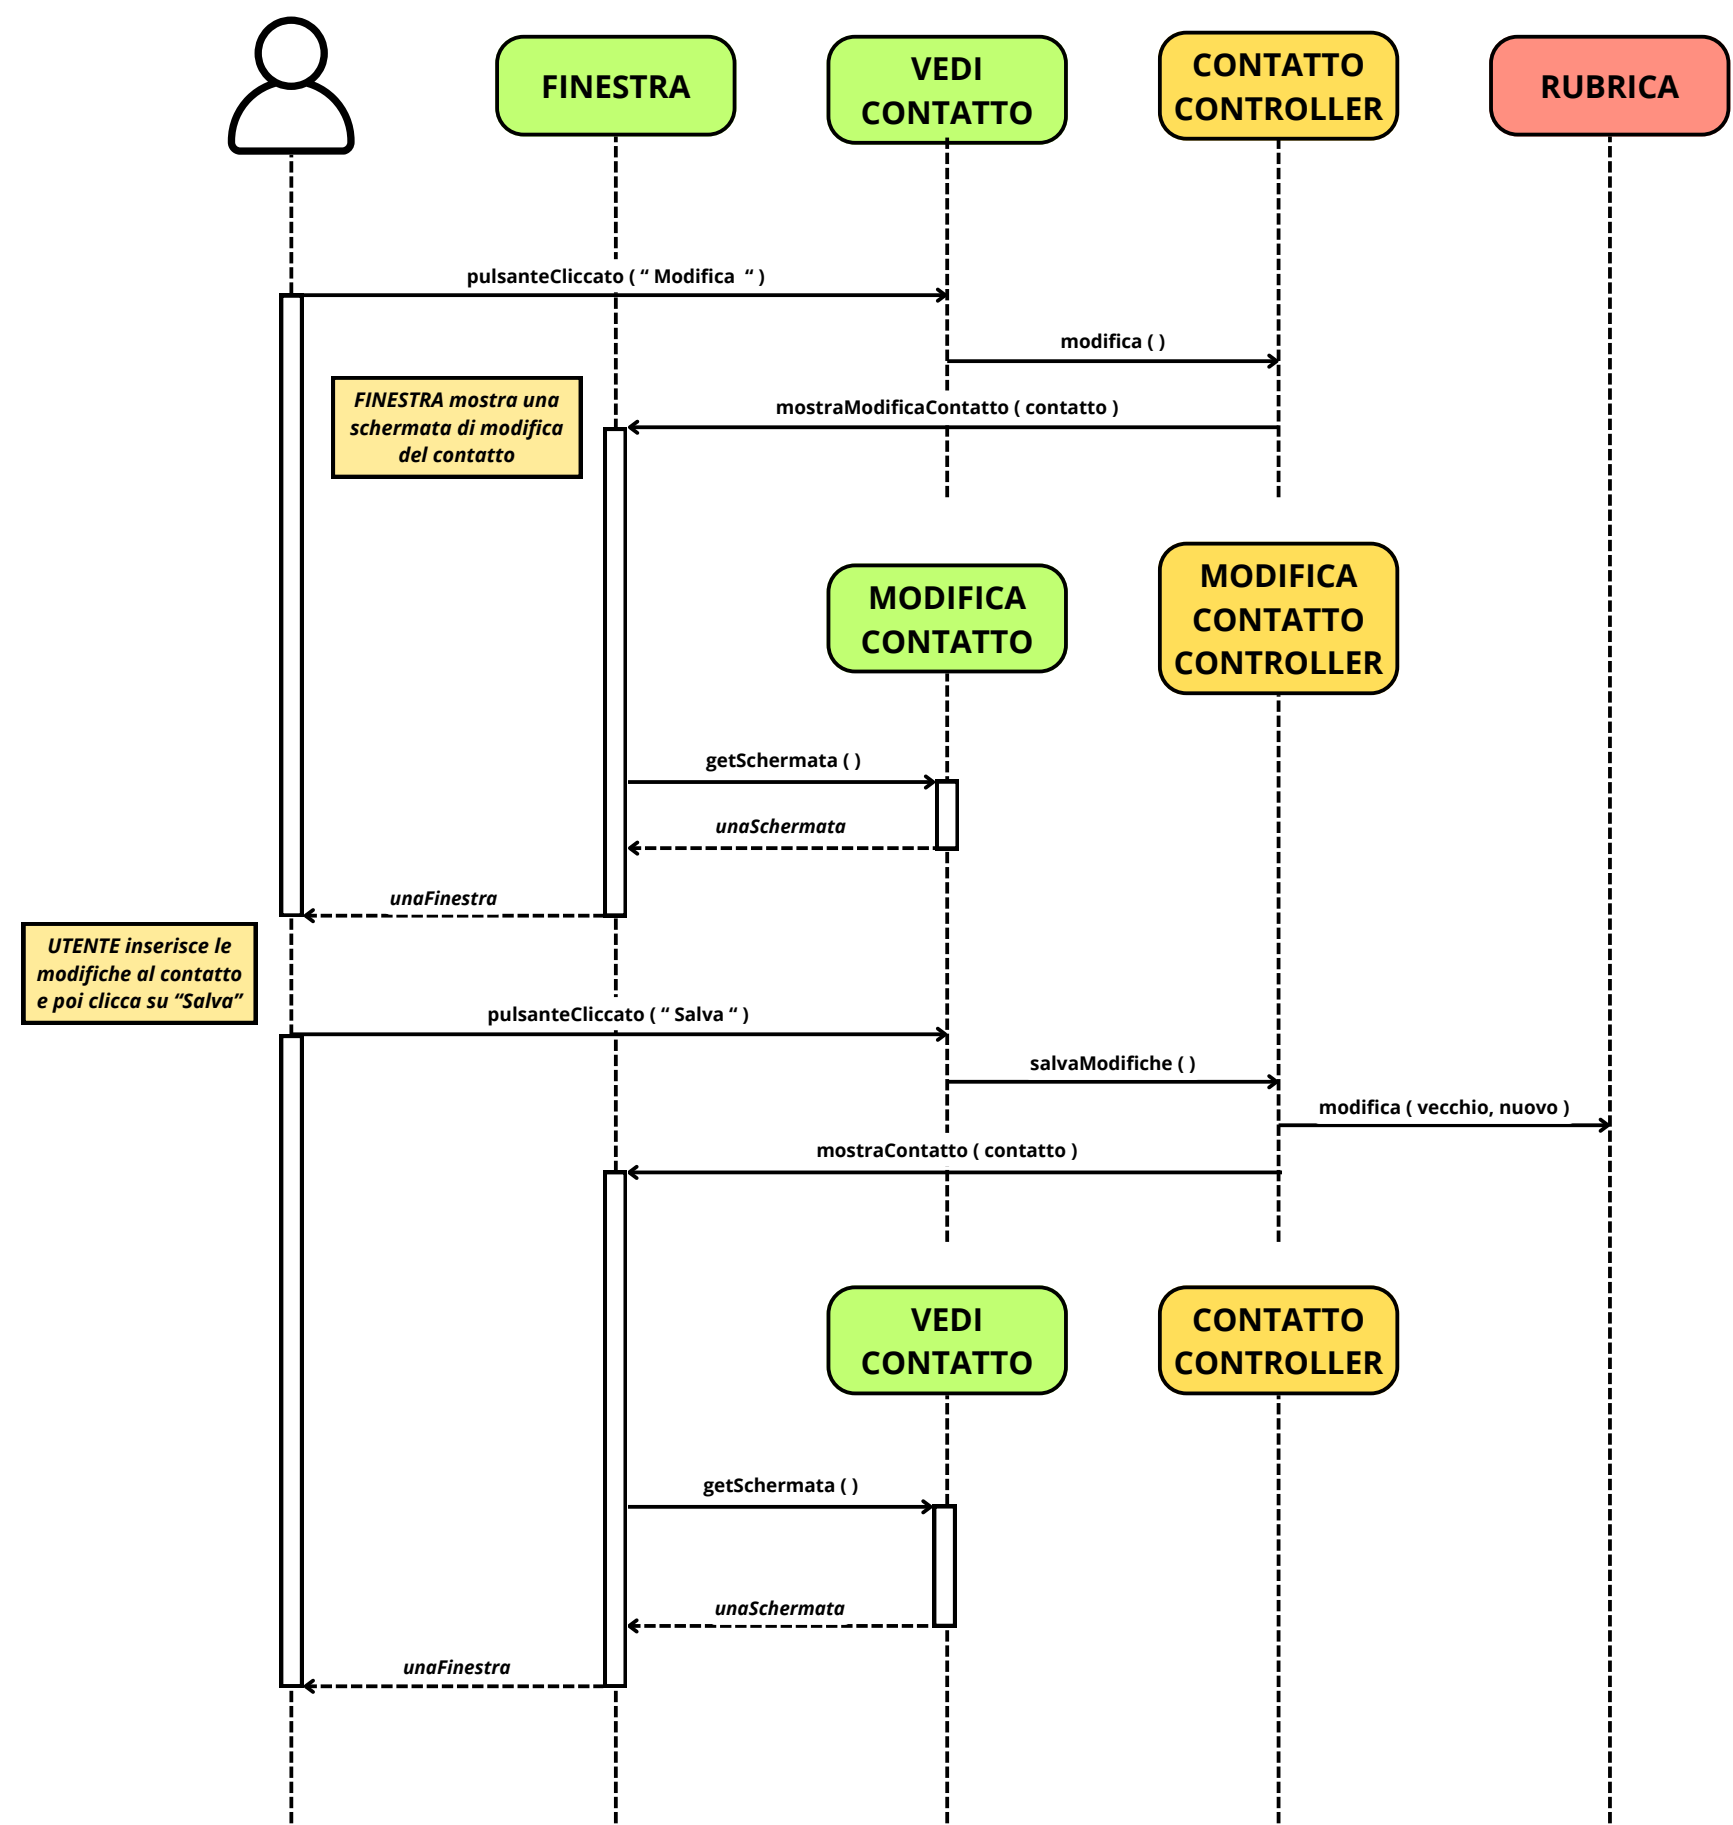 FINESTRA
VEDI
CONTATTO
CONTATTO
CONTROLLER
RUBRICA
pulsanteCliccato ( “ Modifica “ )
modifica ( )
mostraModificaContatto ( contatto )
FINESTRA mostra una
schermata di modifica
del contatto
MODIFICA
CONTATTO
MODIFICA
CONTATTO
CONTROLLER
getSchermata ( )
unaSchermata
unaFinestra
UTENTE inserisce le
modifiche al contatto
e poi clicca su “Salva”
pulsanteCliccato ( “ Salva “ )
salvaModifiche ( )
modifica ( vecchio, nuovo )
mostraContatto ( contatto )
VEDI
CONTATTO
CONTATTO
CONTROLLER
getSchermata ( )
unaSchermata
unaFinestra